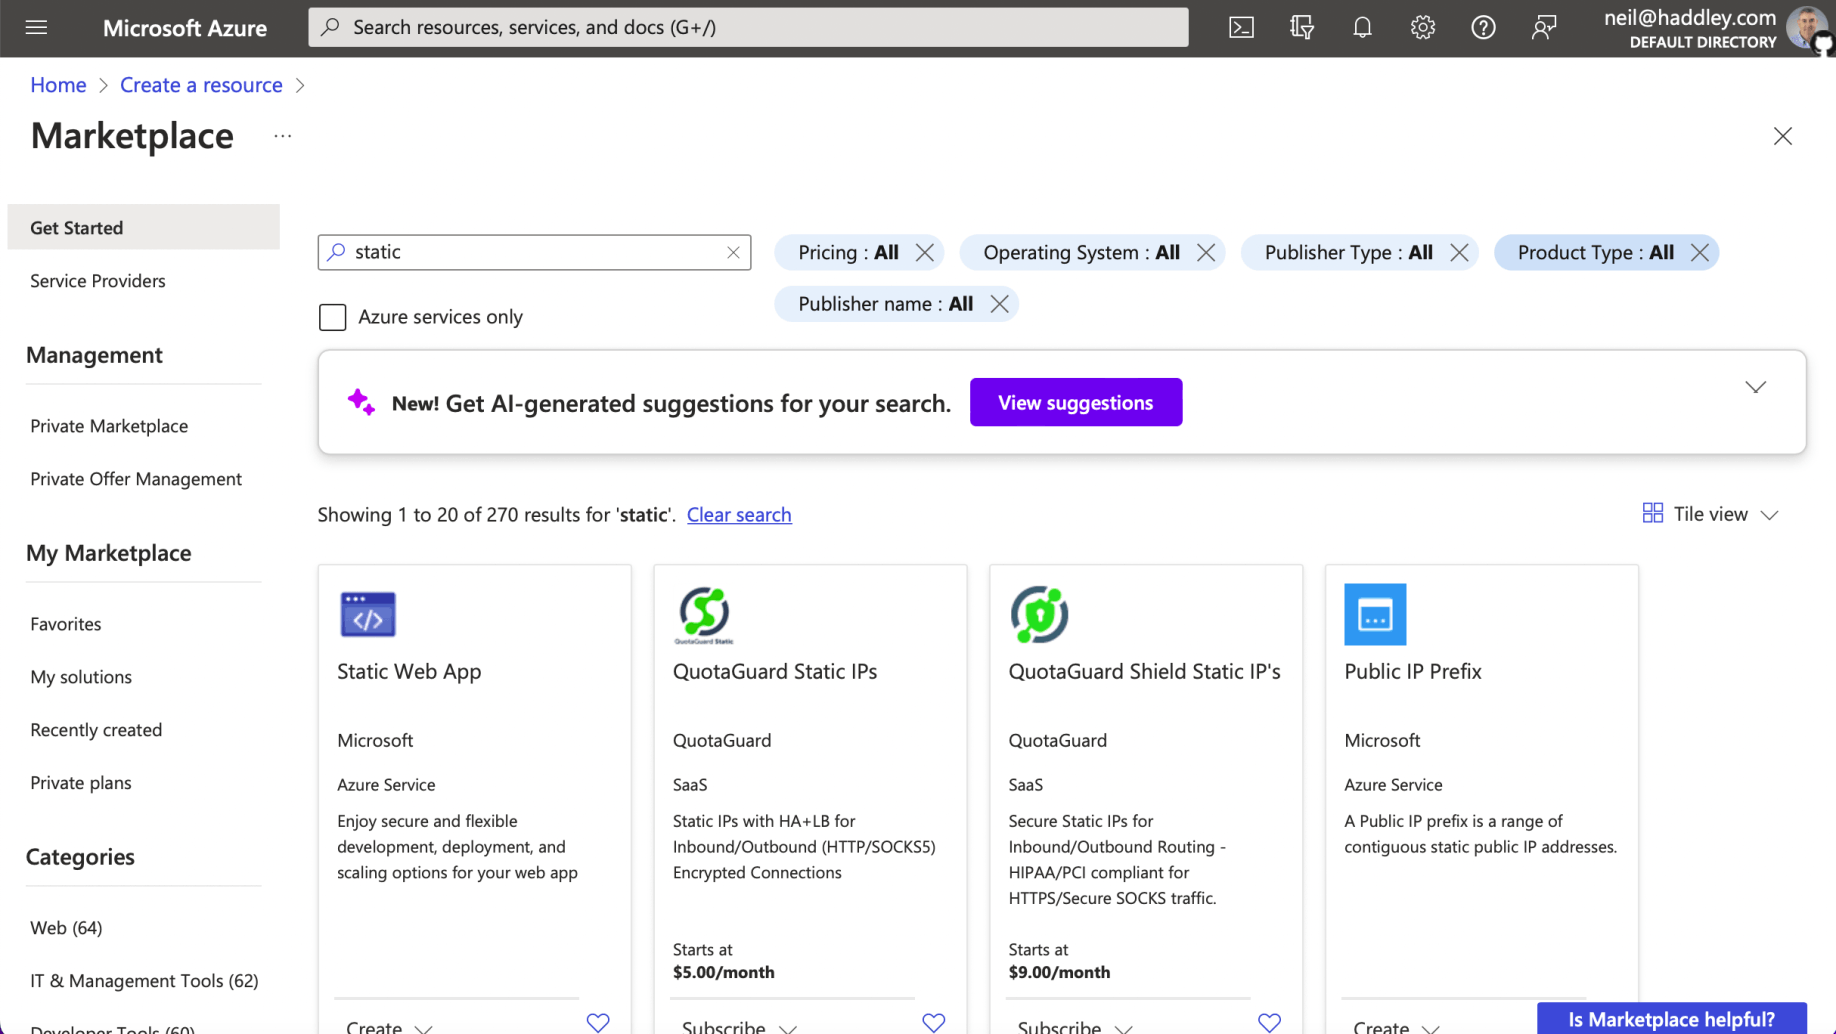 Microsoft Azure
Search resources, services, and docs (G+/)
neil@haddley.com
DEFAULT DIRECTORY
Home
Create a resource
Marketplace
Get Started
Service Providers
Management
Private Marketplace
Private Offer Management
My Marketplace
Favorites
My solutions
Recently created
Private plans
Categories
Web (64)
IT & Management Tools (62)
Developer Tools (60)
static
Azure services only
Pricing : All
Operating System : All
Publisher Type : All
Product Type : All
Publisher name : All
New! Get AI-generated suggestions for your search.
View suggestions
Showing 1 to 20 of 270 results for 'static'. Clear search
Tile view
Static Web App
Microsoft
Azure Service
Enjoy secure and flexible
development, deployment, and
scaling options for your web app
Create
QuotaGuard Static
QuotaGuard Static IPs
QuotaGuard
SaaS
Static IPs with HA+LB for
Inbound/Outbound (HTTP/SOCKS5)
Encrypted Connections
Starts at
$5.00/month
Subscribe
QuotaGuard Shield Static IP's
QuotaGuard
SaaS
Secure Static IPs for
Inbound/Outbound Routing -
HIPAA/PCI compliant for
HTTPS/Secure SOCKS traffic.
Starts at
$9.00/month
Subscribe
Public IP Prefix
Microsoft
Azure Service
A Public IP prefix is a range of
contiguous static public IP addresses.
Create
Is Marketplace helpful?